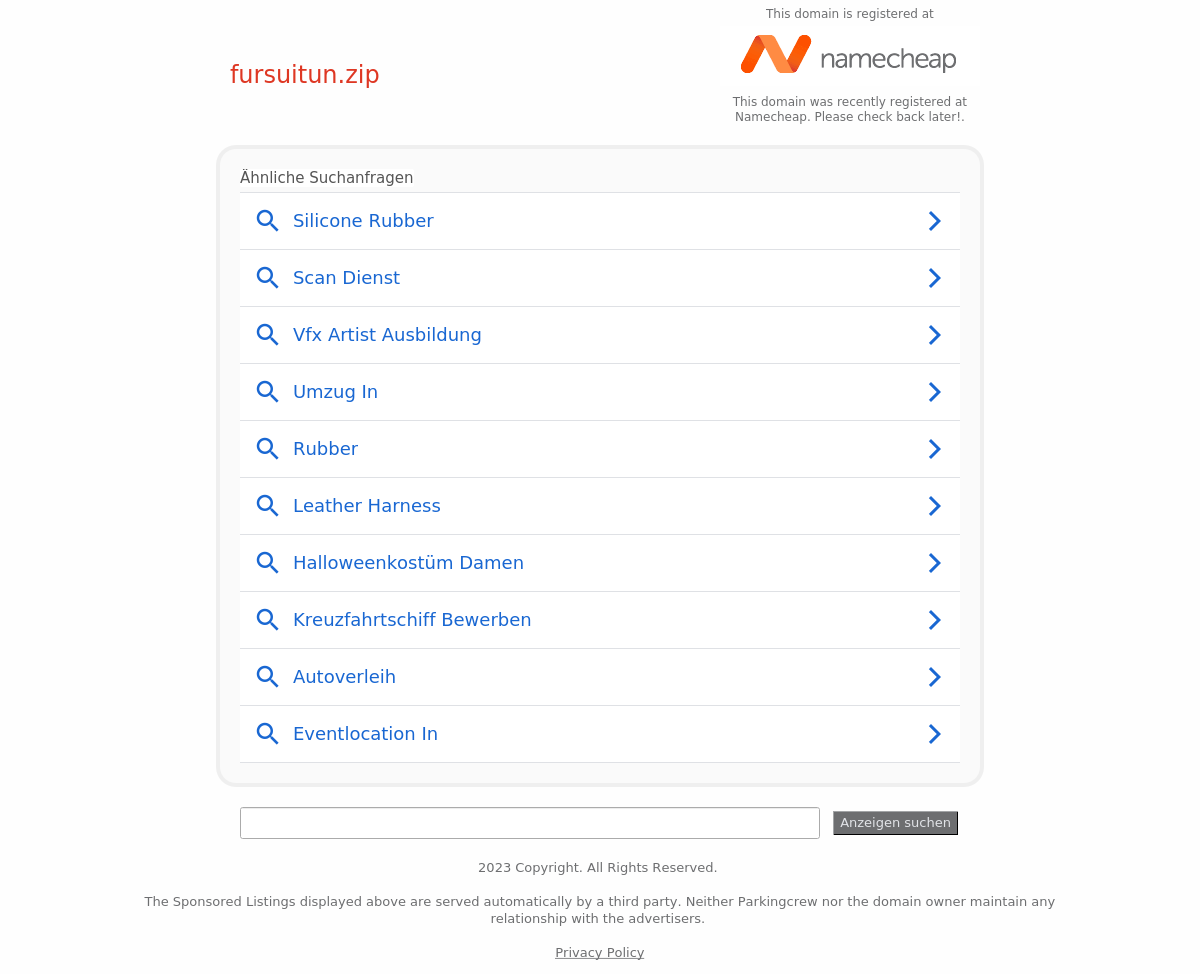 This domain is registered at
namecheap
fursuitun.zip
This domain was recently registered at
Namecheap. Please check back later!.
Ähnliche Suchanfragen
Silicone Rubber
Scan Dienst
Vfx Artist Ausbildung
Umzug In
Rubber
Leather Harness
Halloweenkostüm Damen
Kreuzfahrtschiff Bewerben
Autoverleih
Eventlocation In
Anzeigen suchen
2023 Copyright. All Rights Reserved.
The Sponsored Listings displayed above are served automatically by a third party. Neither Parkingcrew nor the domain owner maintain any
relationship with the advertisers.
Privacy Policy